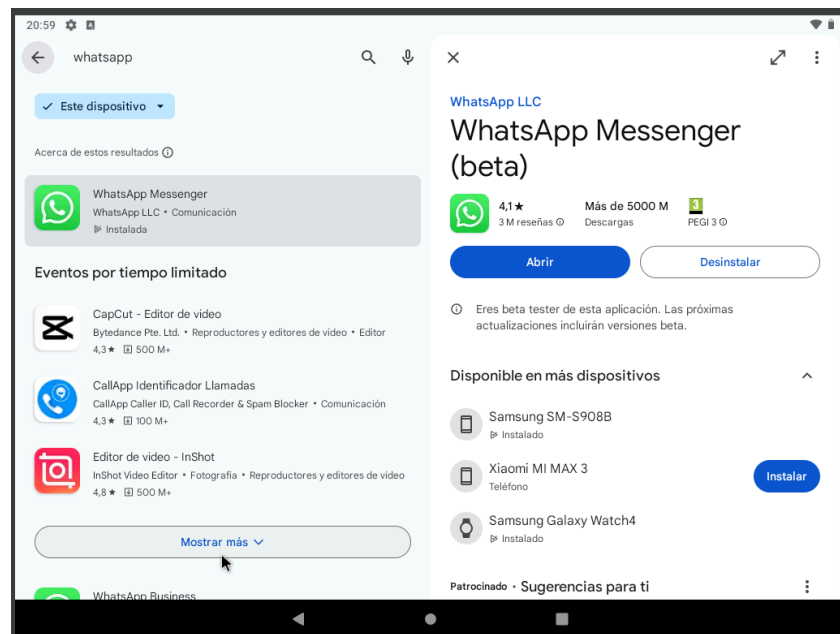 20:59
whatsapp
Este dispositivo
Acerca de estos resultados
WhatsApp Messenger
WhatsApp LLC • Comunicación
Instalada
Eventos por tiempo limitado
CapCut - Editor de video
Bytedance Pte. Ltd. • Reproductores y editores de vídeo • Editor
4,3★ 500 M+
CallApp Identificador Llamadas
CallApp Caller ID, Call Recorder & Spam Blocker • Comunicación
4,3★ 100 M+
Editor de video - InShot
InShot Video Editor • Fotografía • Reproductores y editores de vídeo
4,8★ 500 M+
Mostrar más
WhatsApp Business
WhatsApp LLC
WhatsApp Messenger
(beta)
4,1★
3 M reseñas
Más de 5000 M
Descargas
3
PEGI 3
Abrir
Desinstalar
Eres beta tester de esta aplicación. Las próximas
actualizaciones incluirán versiones beta.
Disponible en más dispositivos
Samsung SM-S908B
Instalado
Xiaomi MI MAX 3
Teléfono
Instalar
Samsung Galaxy Watch4
Instalado
Patrocinado • Sugerencias para ti